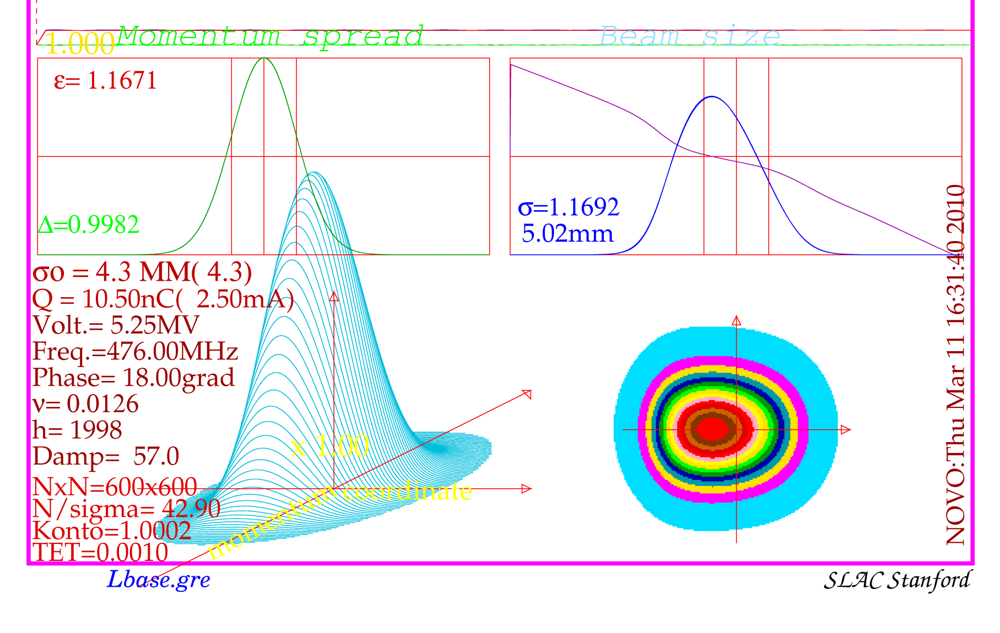 Momentum spread
Beam size
1.000
ε= 1.1671
Δ=0.9982
σ=1.1692
5.02mm
σo = 4.3 MM( 4.3)
Q = 10.50nC(  2.50mA)
Volt.= 5.25MV
Freq.=476.00MHz
Phase= 18.00grad
ν= 0.0126
h= 1998
Damp=  57.0
NxN=600x600
N/sigma= 42.90
Konto=1.0002
TET=0.0010
x 1.00
momentum
coordinate
NOVO:Thu Mar 11 16:31:40 2010
Lbase.gre
SLAC Stanford